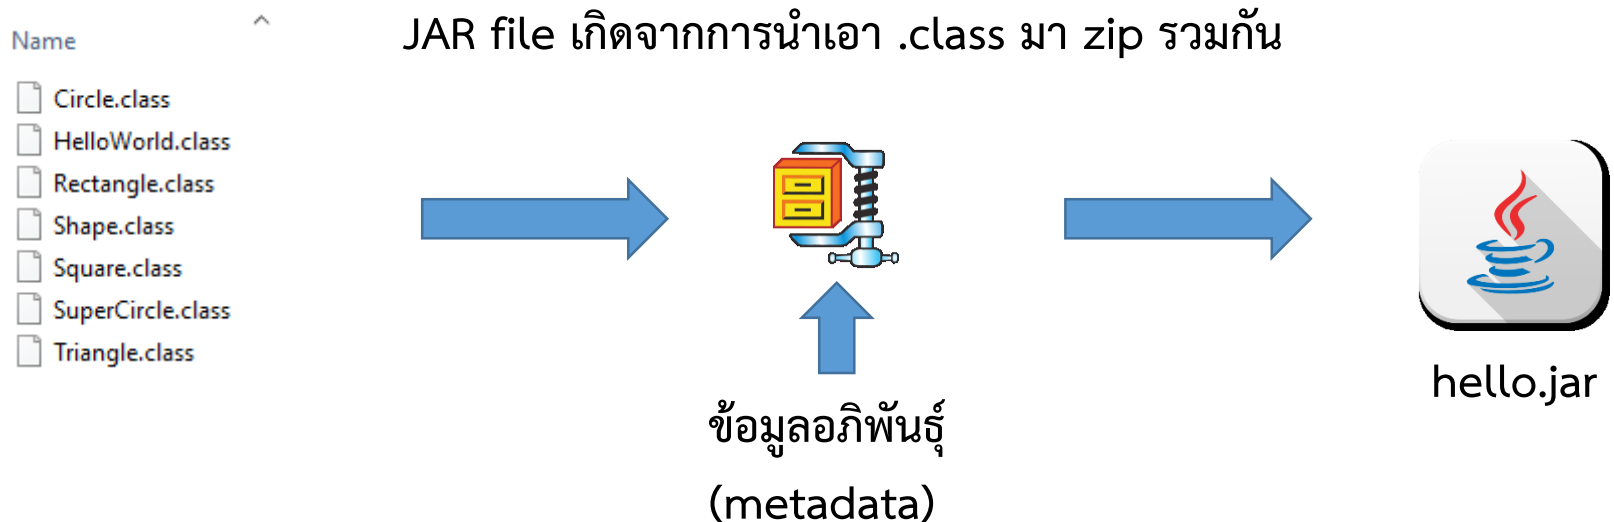 JAR file เกิดจากการนำเอา .class มา zip รวมกัน
Name
Circle.class
HelloWorld.class
Rectangle.class
Shape.class
Square.class
SuperCircle.class
Triangle.class
ข้อมูลอภิพันธุ์
(metadata)
hello.jar